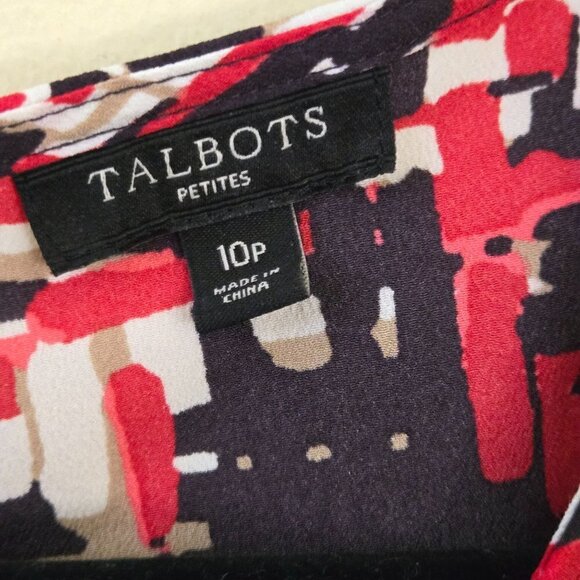 TALBOTS
PETITES
10P
MADE IN
CHINA